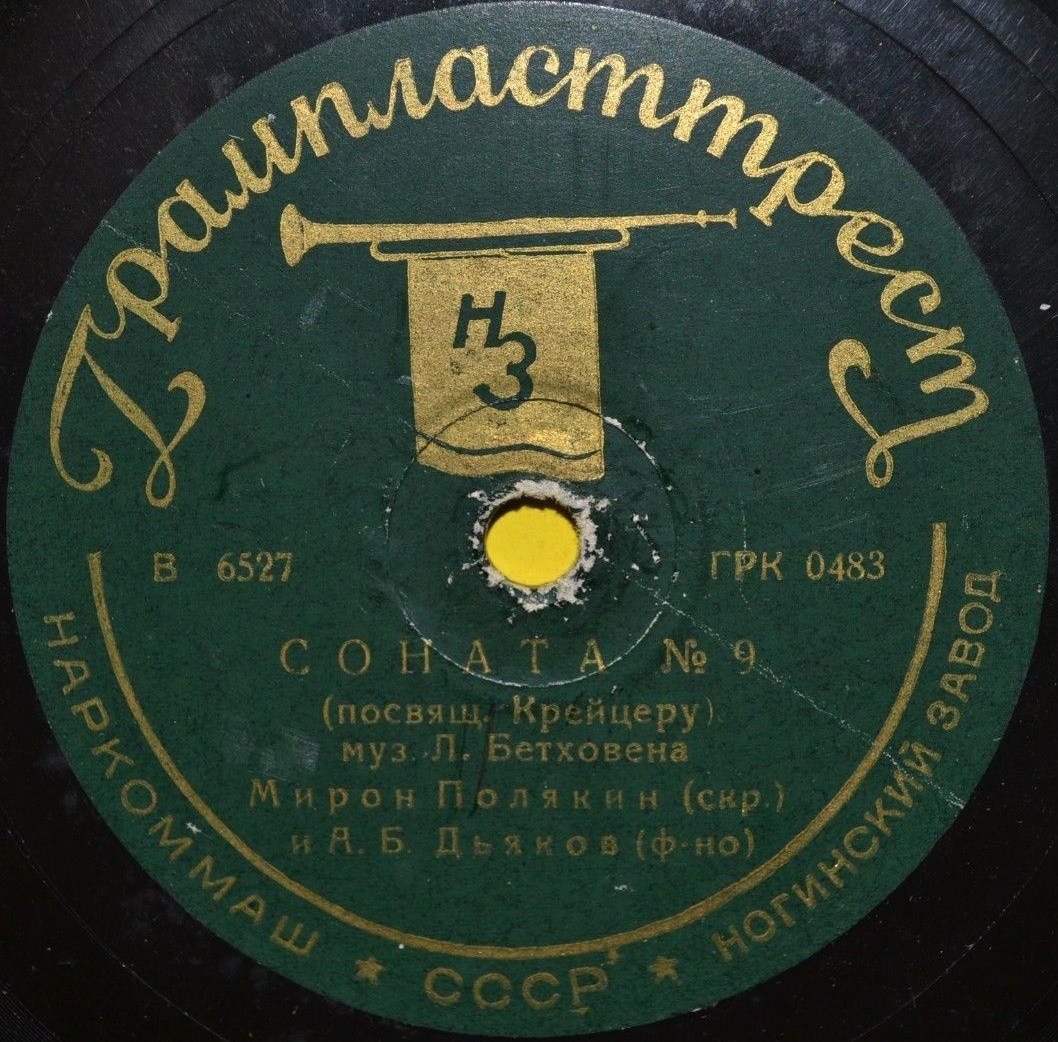 Грампласттрест
НЗ
В 6527
ГРК 0483
СОНАТА № 9
(посвящ. Крейцеру)
муз. Л. Бетховена
Мирон Полякин (скр.)
и А. Б. Дьяков (ф-но)
НАРКОММАШ ★ СССР ★ НОГИНСКИЙ ЗАВОД